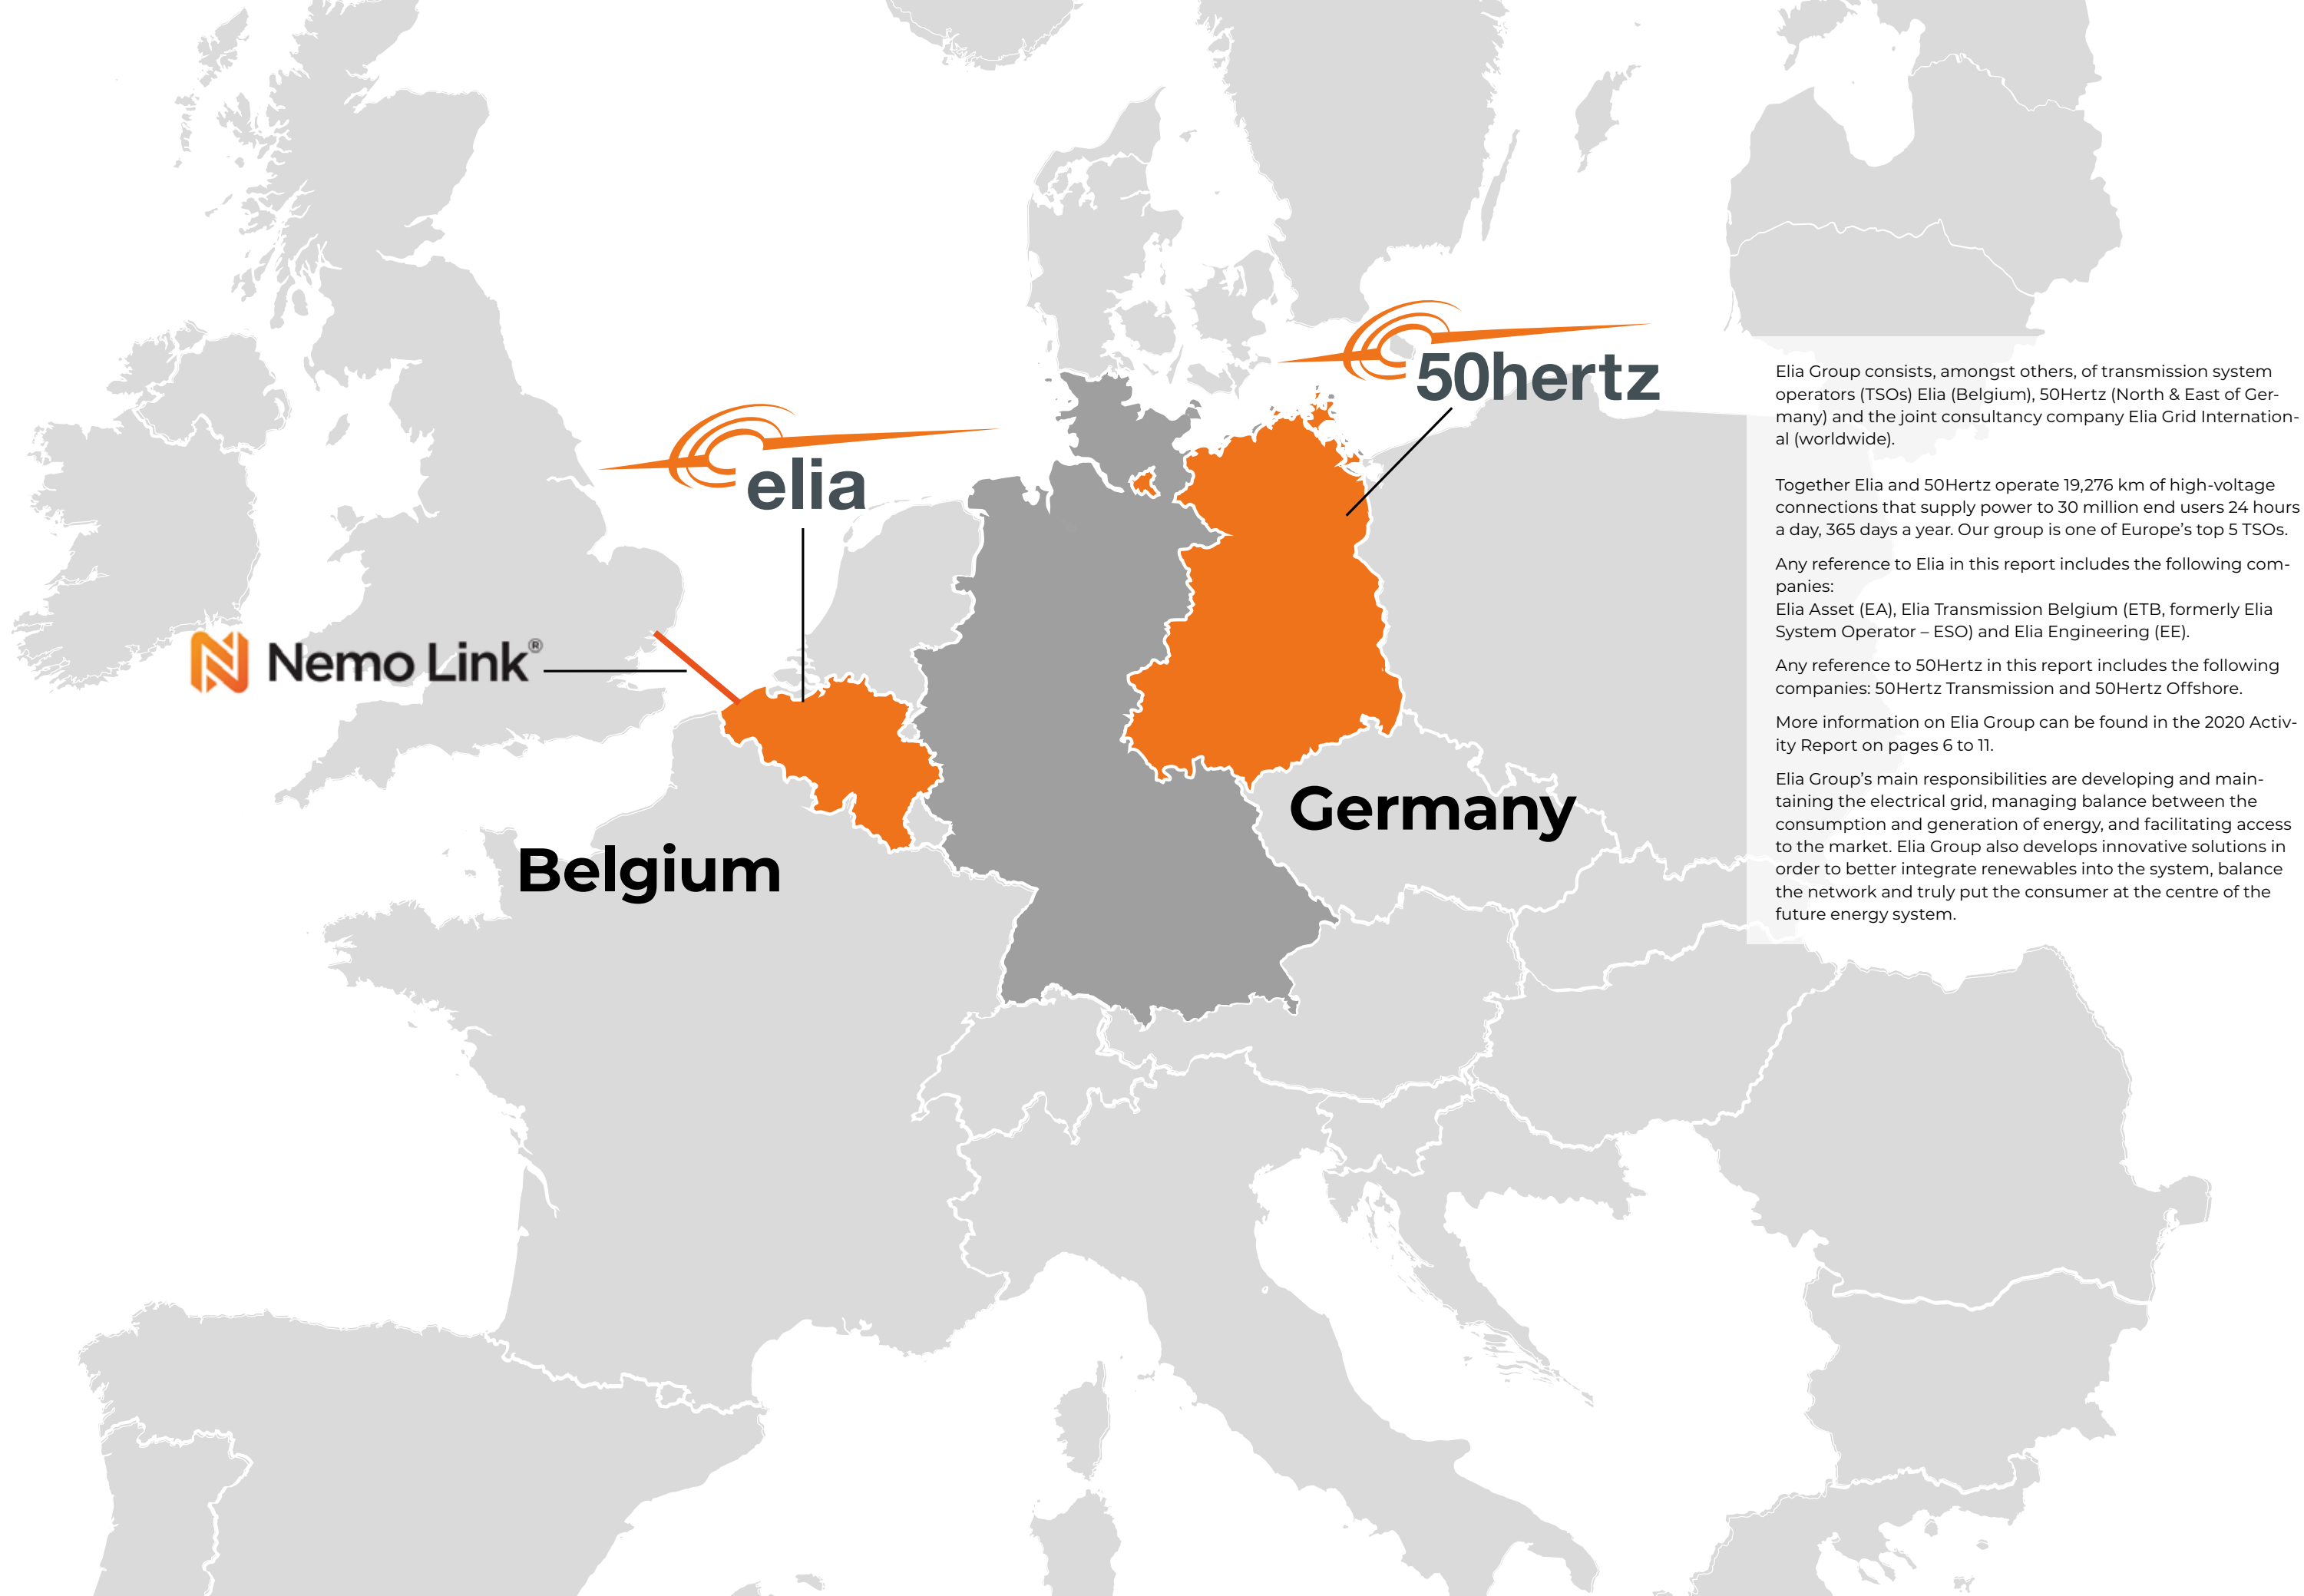 50hertz
elia
Nemo Link®
Germany
Belgium
Elia Group consists, amongst others, of transmission system
operators (TSOs) Elia (Belgium), 50Hertz (North & East of Ger-
many) and the joint consultancy company Elia Grid Internation-
al (worldwide).
Together Elia and 50Hertz operate 19,276 km of high-voltage
connections that supply power to 30 million end users 24 hours
a day, 365 days a year. Our group is one of Europe’s top 5 TSOs.
Any reference to Elia in this report includes the following com-
panies:
Elia Asset (EA), Elia Transmission Belgium (ETB, formerly Elia
System Operator – ESO) and Elia Engineering (EE).
Any reference to 50Hertz in this report includes the following
companies: 50Hertz Transmission and 50Hertz Offshore.
More information on Elia Group can be found in the 2020 Activ-
ity Report on pages 6 to 11.
Elia Group’s main responsibilities are developing and main-
taining the electrical grid, managing balance between the
consumption and generation of energy, and facilitating access
to the market. Elia Group also develops innovative solutions in
order to better integrate renewables into the system, balance
the network and truly put the consumer at the centre of the
future energy system.